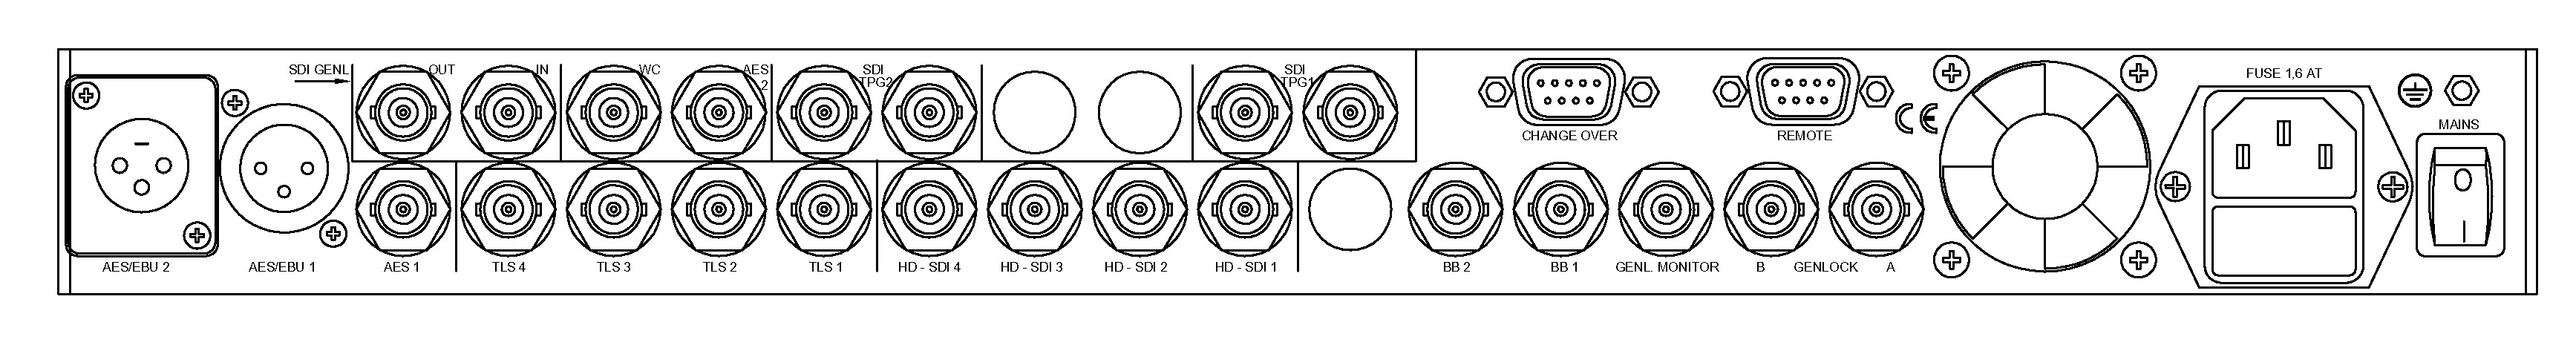 SDI GENL OUT IN WC AES SDI SDI
2 TPG2 TPG1
FUSE 1,6 AT
MAINS
CHANGE OVER REMOTE
CE
AES/EBU 2 AES/EBU 1 AES 1 TLS 4 TLS 3 TLS 2 TLS 1 HD - SDI 4 HD - SDI 3 HD - SDI 2 HD - SDI 1 BB 2 BB 1 GENL. MONITOR B GENLOCK A